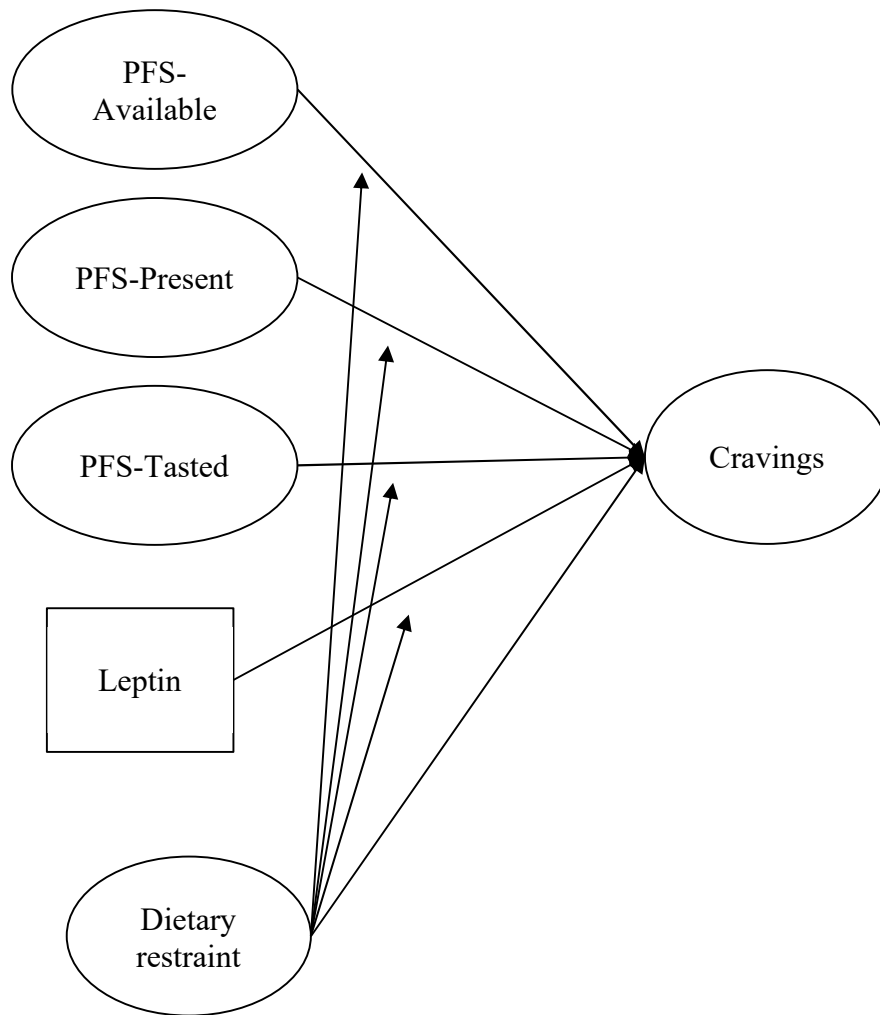 PFS-
Available
PFS-Present
PFS-Tasted
Cravings
Leptin
Dietary
restraint